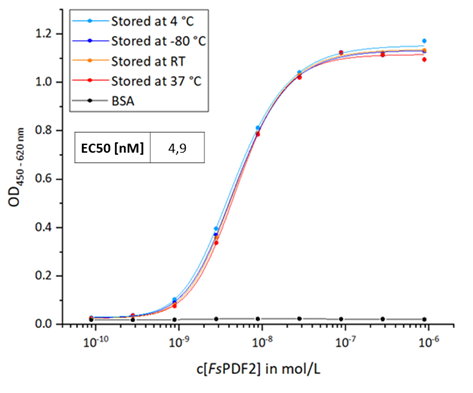 Stored at 4 °C
Stored at -80 °C
Stored at RT
Stored at 37 °C
BSA
EC50 [nM] 4,9
OD450 - 620 nm
1.2
1.0
0.8
0.6
0.4
0.2
0.0
10-10 10-9 10-8 10-7 10-6
c[FsPDF2] in mol/L